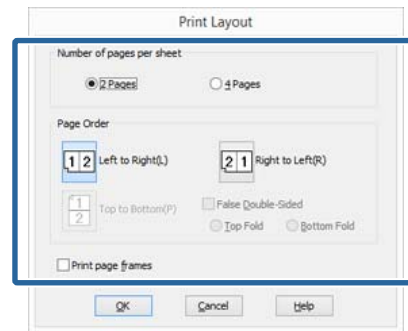 Print Layout
Number of pages per sheet
2 Pages 4 Pages
Page Order
1 2 Left to Right(L) 2 1 Right to Left(R)
1
2 Top to Bottom(P) False Double-Sided
Top Fold Bottom Fold
Print page frames
OK Cancel Help